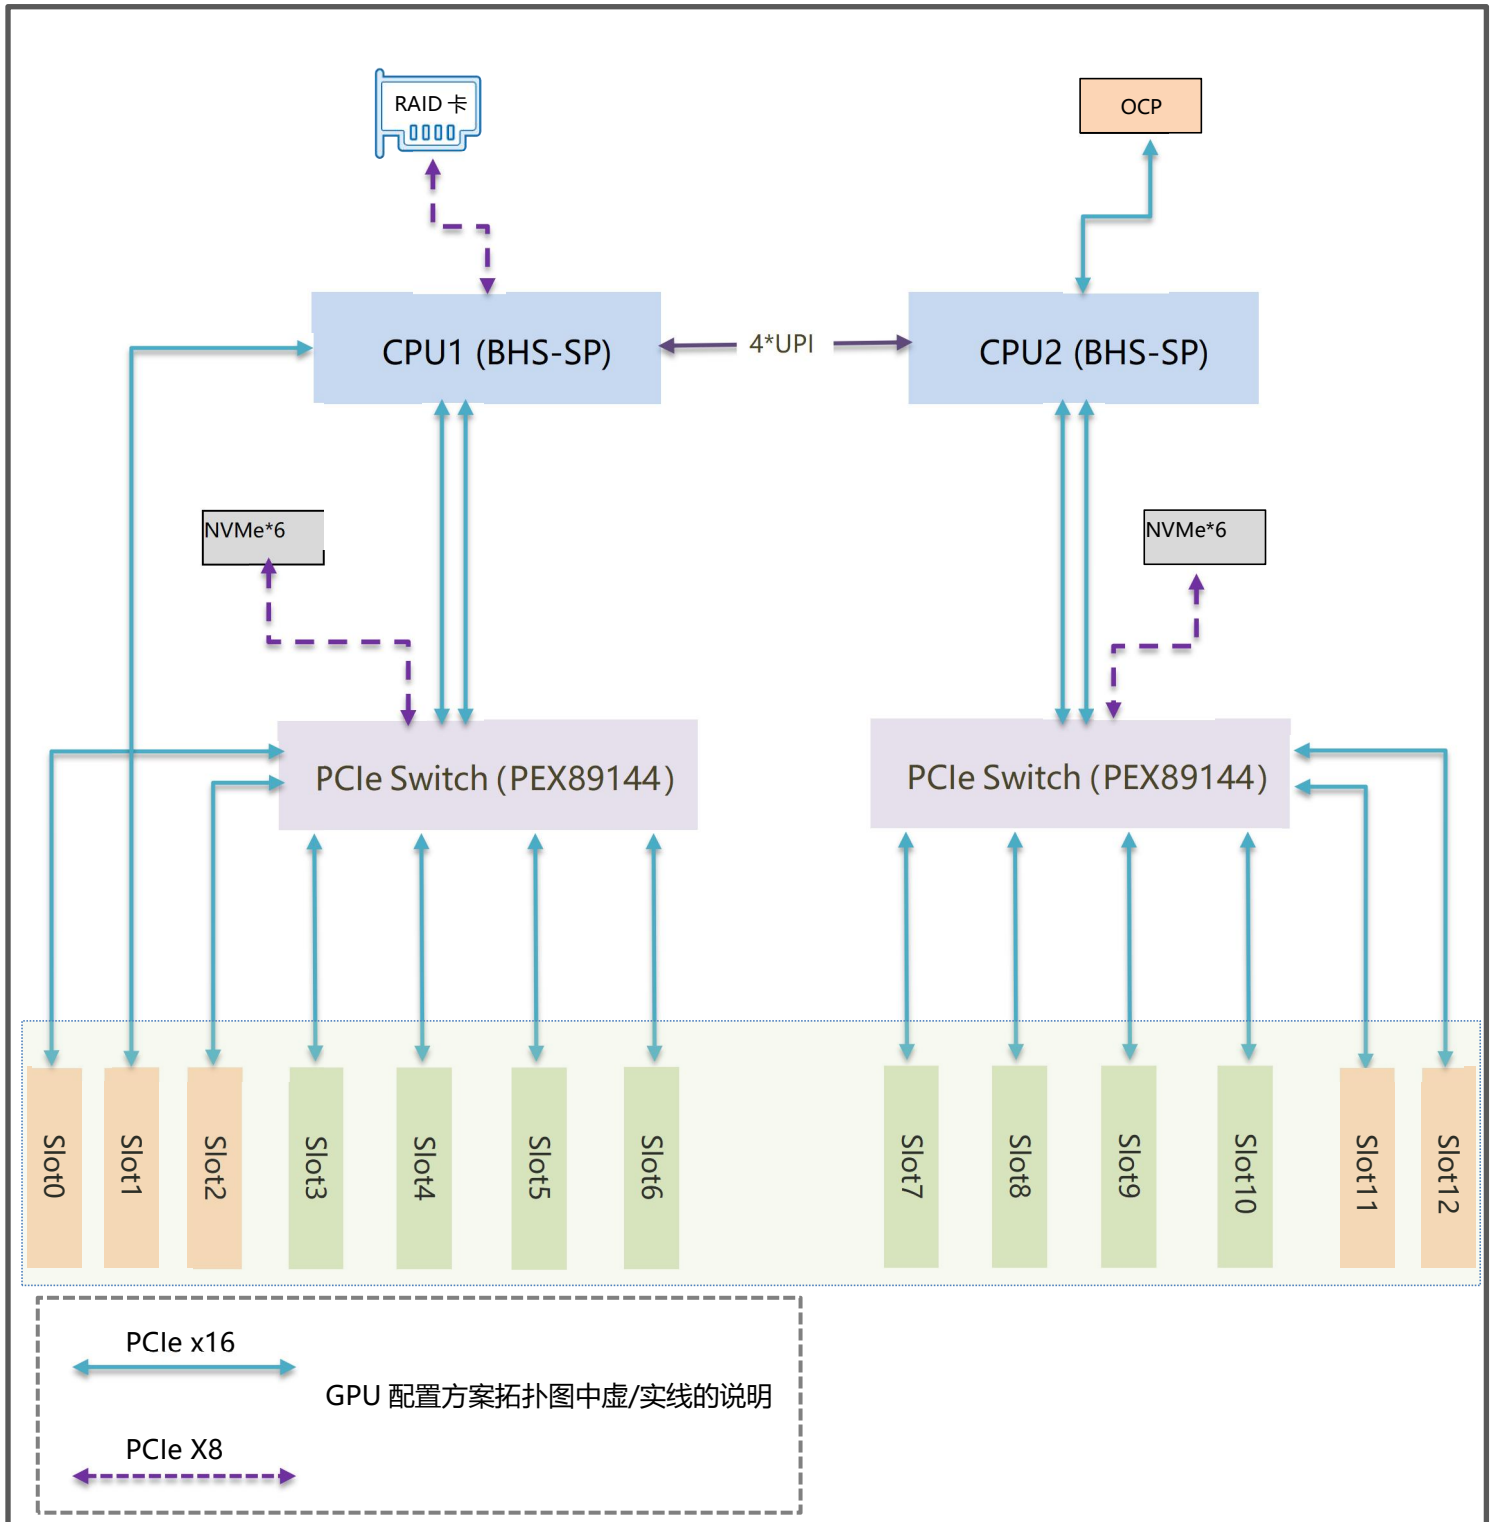 RAID 卡
OCP
CPU1 (BHS-SP)
4*UPI
CPU2 (BHS-SP)
NVMe*6
NVMe*6
PCIe Switch (PEX89144)
PCIe Switch (PEX89144)
Slot0
Slot1
Slot2
Slot3
Slot4
Slot5
Slot6
Slot7
Slot8
Slot9
Slot10
Slot11
Slot12
PCIe x16
GPU 配置方案拓扑图中虚/实线的说明
PCIe X8